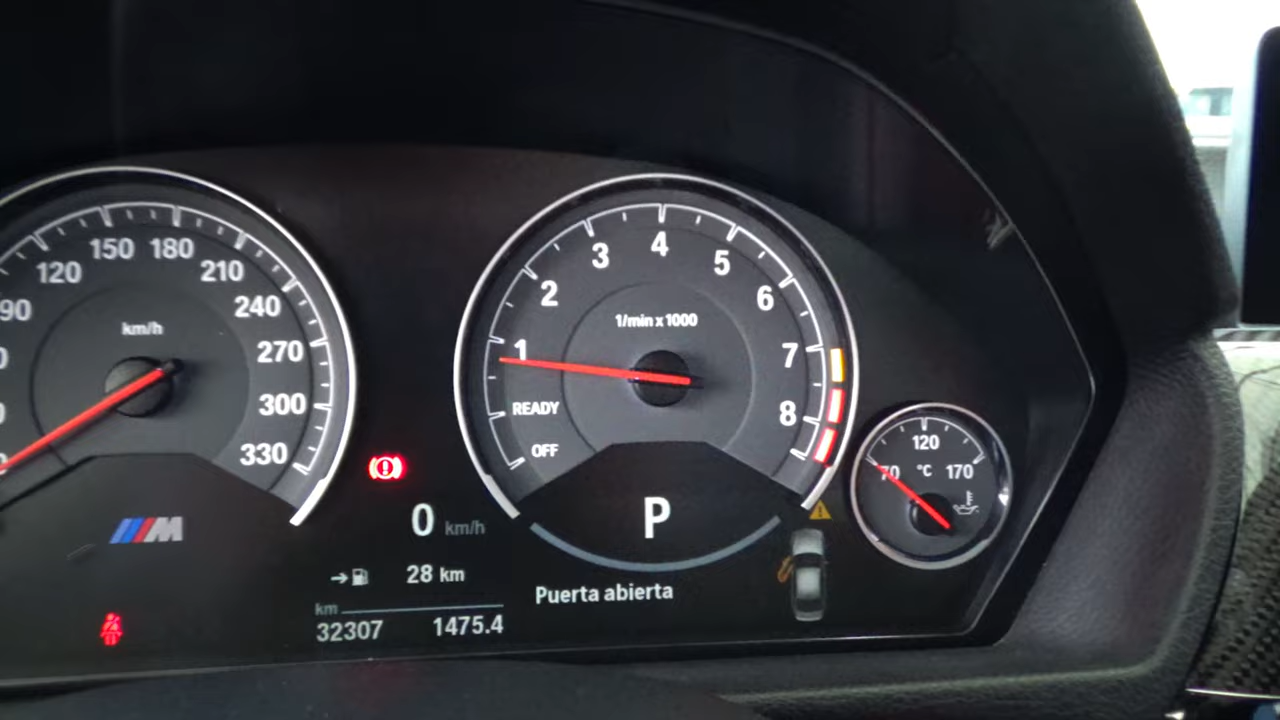 90
120
150
180
210
240
270
300
330
km/h
M
1
2
3
4
5
6
7
8
1/min x 1000
READY
OFF
P
70
120
170
°C
0 km/h
28 km
km
32307 1475.4
Puerta abierta